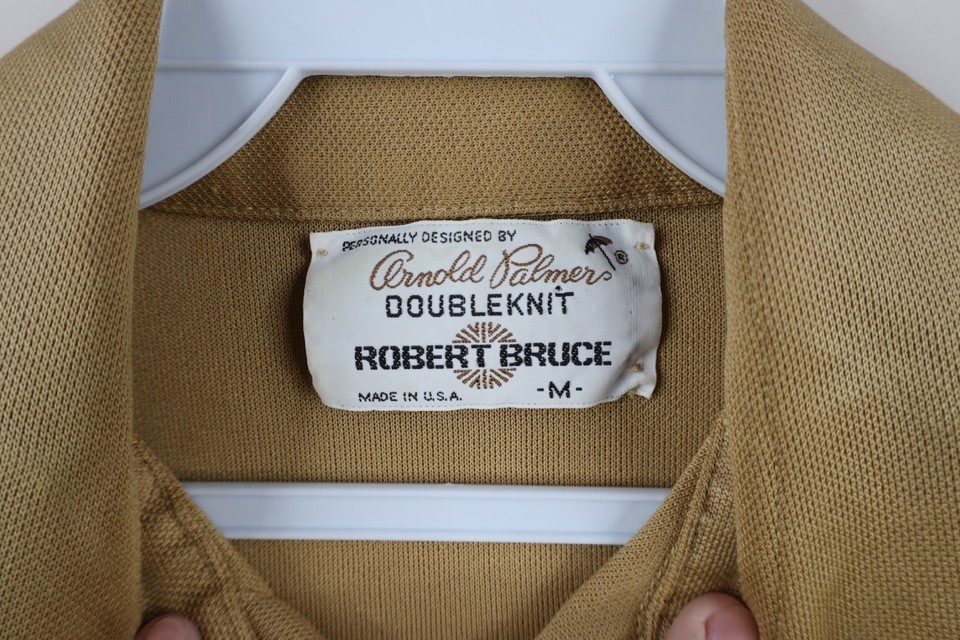 PERSONALLY DESIGNED BY
Arnold Palmer
®
DOUBLEKNIT
ROBERT BRUCE
MADE IN U.S.A.
-M-